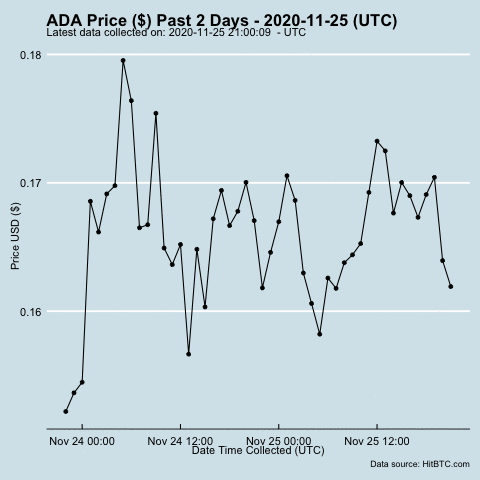 ADA Price ($) Past 2 Days - 2020-11-25 (UTC)
Latest data collected on: 2020-11-25 21:00:09  - UTC
0.18
0.17
0.16
Price USD ($)
Nov 24 00:00 Nov 24 12:00 Nov 25 00:00 Nov 25 12:00
Date Time Collected (UTC)
Data source: HitBTC.com